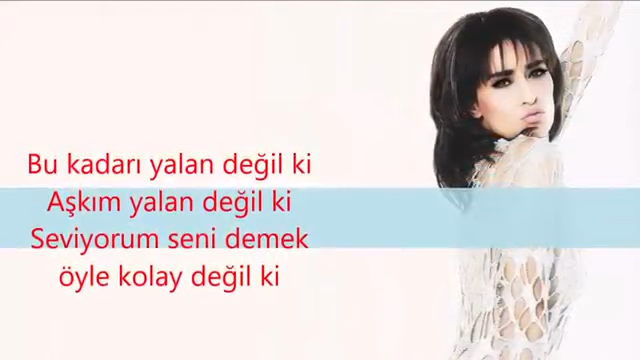 Bu kadarı yalan değil ki
Aşkım yalan değil ki
Seviyorum seni demek
öyle kolay değil ki